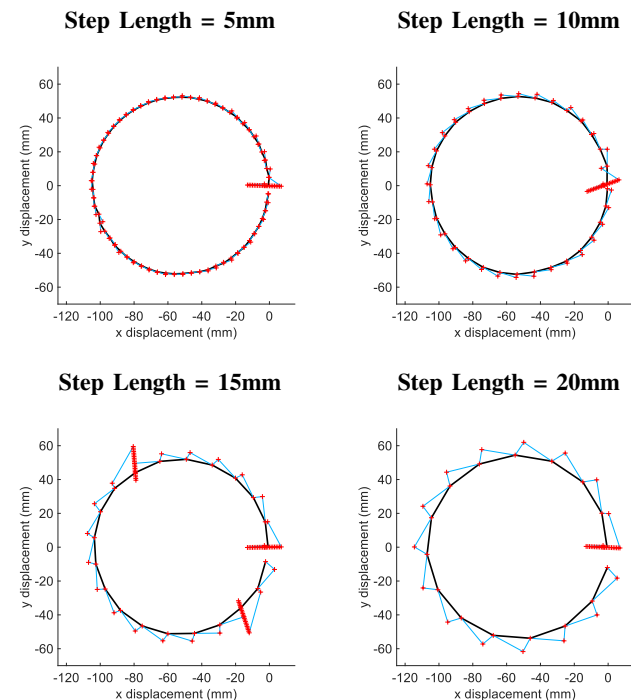 Step Length = 5mm
Step Length = 10mm
60
40
20
0
-20
-40
-60
y displacement (mm)
-120 -100 -80 -60 -40 -20 0
x displacement (mm)
60
40
20
0
-20
-40
-60
y displacement (mm)
-120 -100 -80 -60 -40 -20 0
x displacement (mm)
Step Length = 15mm
Step Length = 20mm
60
40
20
0
-20
-40
-60
y displacement (mm)
-120 -100 -80 -60 -40 -20 0
x displacement (mm)
60
40
20
0
-20
-40
-60
y displacement (mm)
-120 -100 -80 -60 -40 -20 0
x displacement (mm)